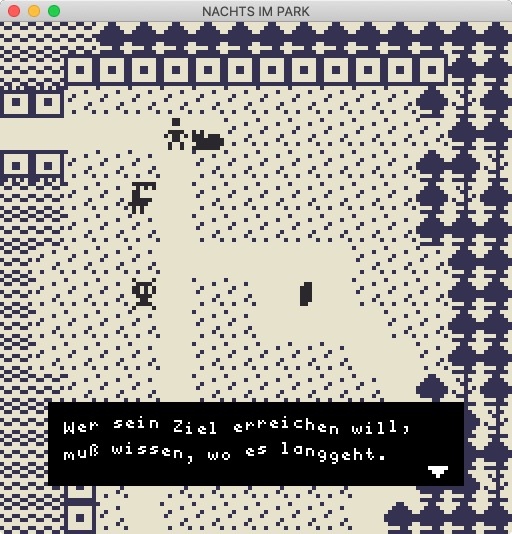 NACHTS IM PARK
Wer sein Ziel erreichen will,
muß wissen, wo es langgeht.